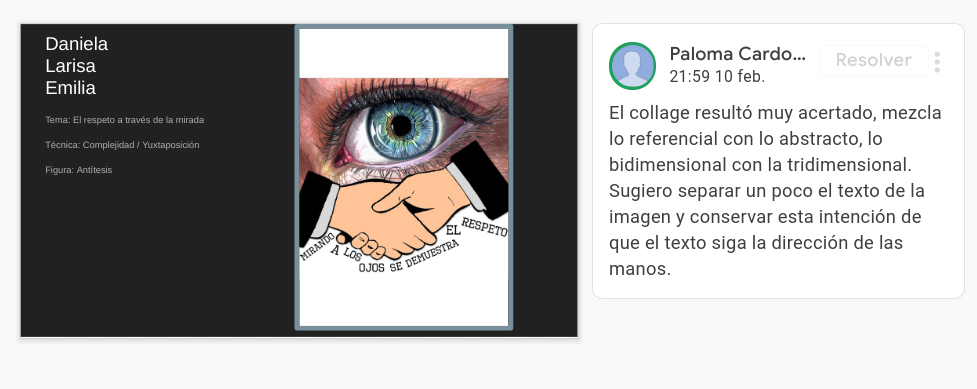 Daniela
Larisa
Emilia
Tema: El respeto a través de la mirada
Técnica: Complejidad / Yuxtaposición
Figura: Antítesis
MIRANDO
A LOS
OJOS SE DEMUESTRA
EL RESPETO
Paloma Cardo...
Resolver
21:59 10 feb.
El collage resultó muy acertado, mezcla
lo referencial con lo abstracto, lo
bidimensional con la tridimensional.
Sugiero separar un poco el texto de la
imagen y conservar esta intención de
que el texto siga la dirección de las
manos.